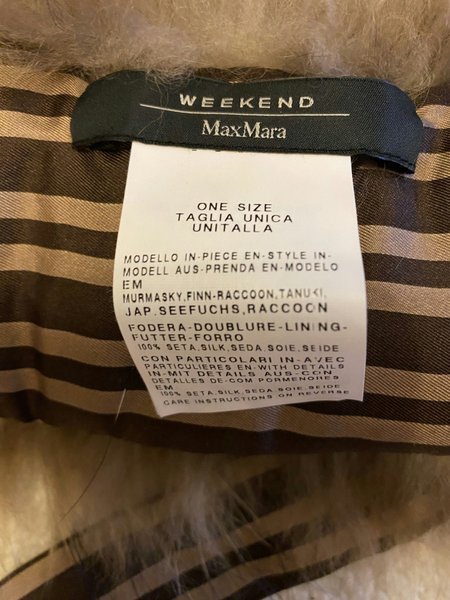 WEEKEND
MaxMara
ONE SIZE
TAGLIA UNICA
UNITALLA
MODELLO IN-PIECE EN-STYLE IN-
MODELL AUS-PRENDA EN-MODELO
EM
MURMASKY,FINN-RACCOON,TANUKI,
JAP.SEEFUCHS,RACCOON
FODERA-DOUBLURE-LINING-
FUTTER-FORRO
100% SETA,SILK,SEDA,SOIE,SEIDE
CON PARTICOLARI IN-AVEC
PARTICULIERES EN-WITH DETAILS
IN-MIT DETAILS AUS-CON
DETALLES DE-COM PORMENORES
EM
100% SETA,SILK,SEDA,SOIE,SEIDE
CARE INSTRUCTIONS ON REVERSE